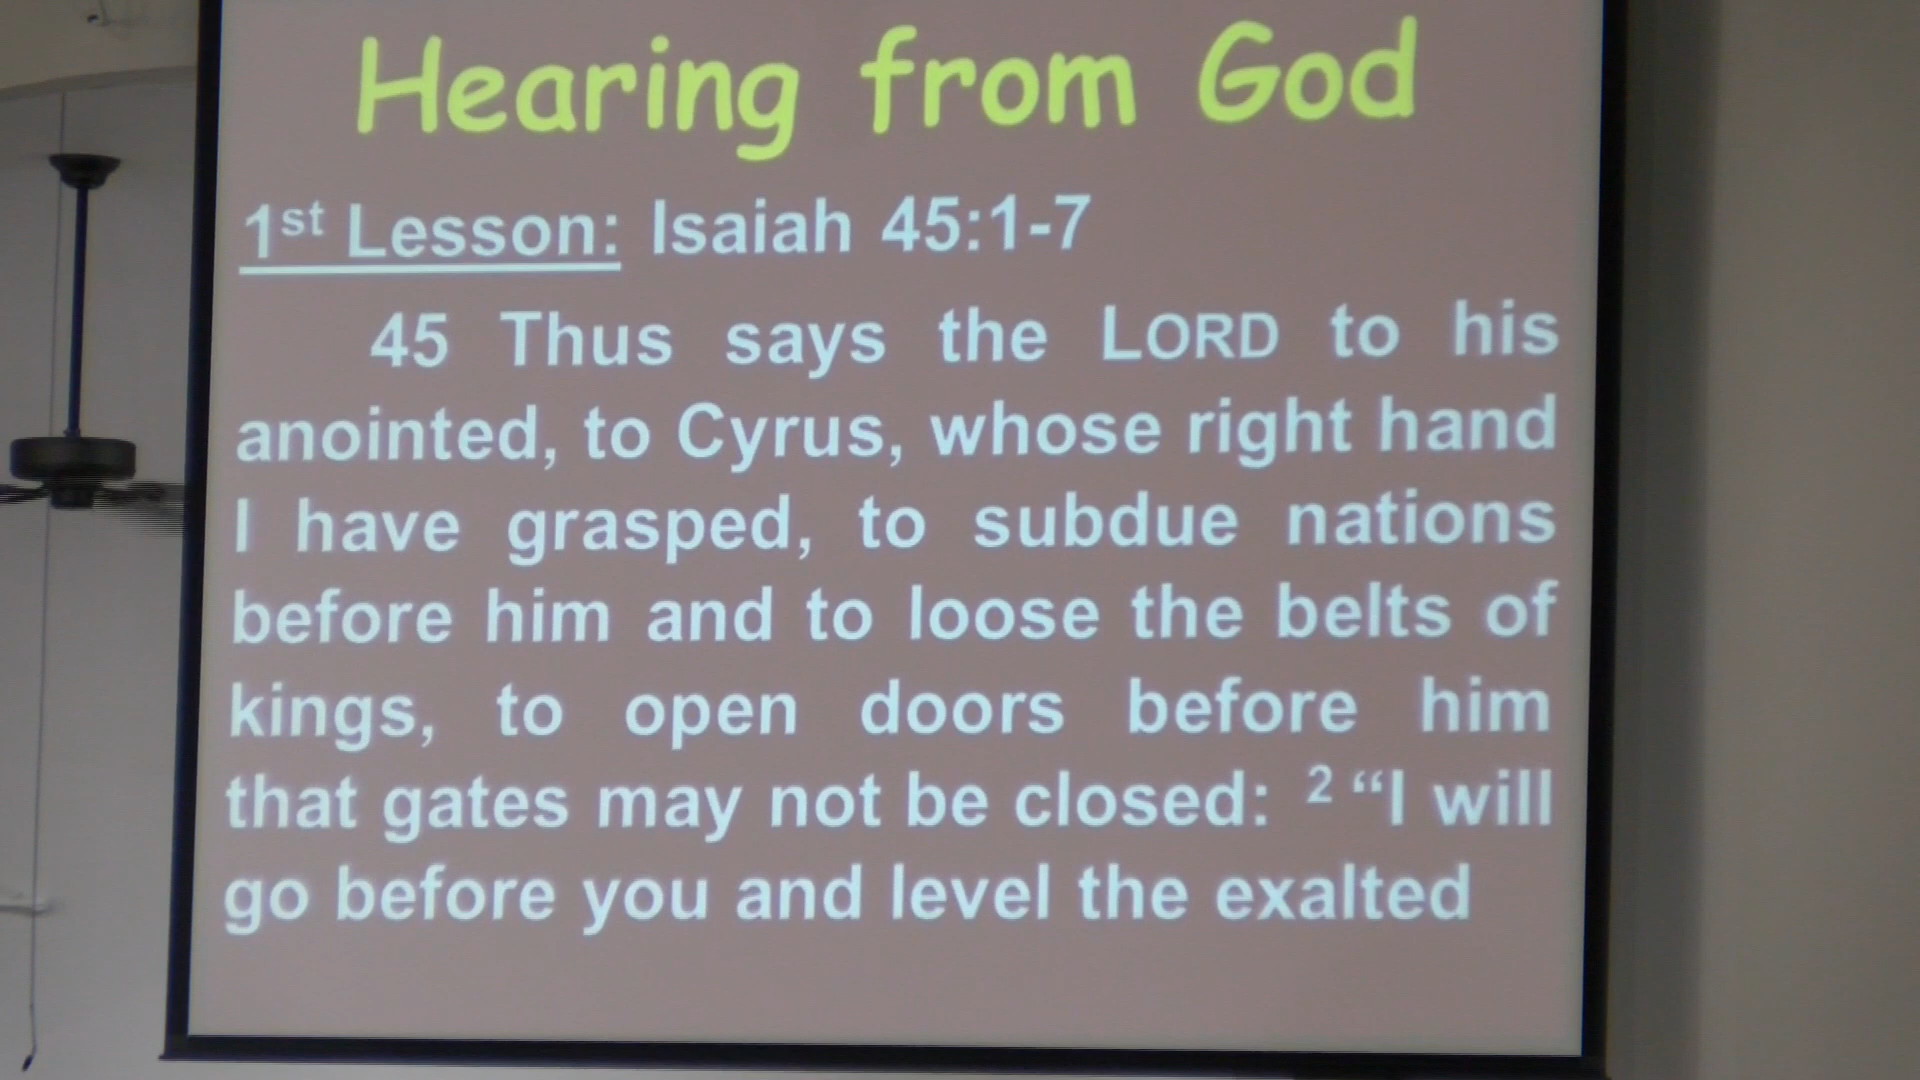 Hearing from God
1st Lesson: Isaiah 45:1-7
45 Thus says the LORD to his
anointed, to Cyrus, whose right hand
I have grasped, to subdue nations
before him and to loose the belts of
kings, to open doors before him
that gates may not be closed: 2 “I will
go before you and level the exalted